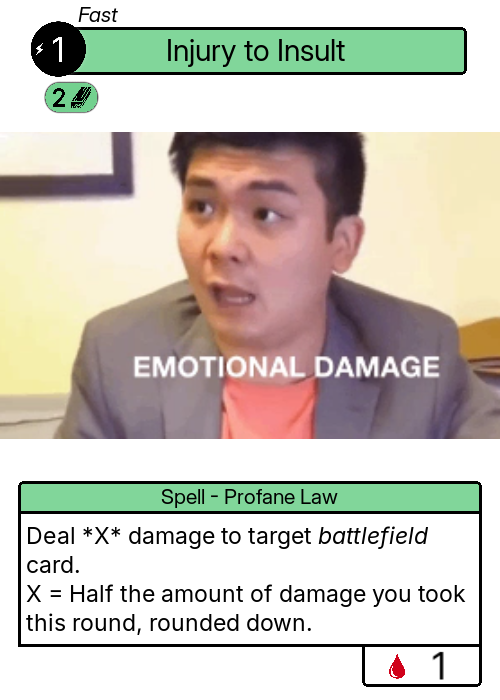 Fast
1
Injury to Insult
2
EMOTIONAL DAMAGE
Spell - Profane Law
Deal *X* damage to target battlefield
card.
X = Half the amount of damage you took
this round, rounded down.
1